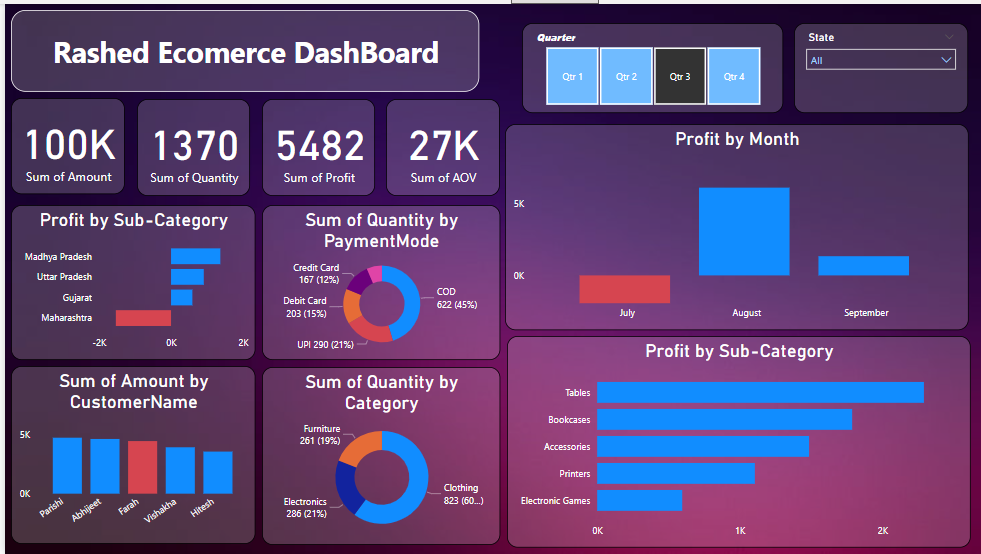 Rashed Ecomerce DashBoard
Quarter
Qtr 1
Qtr 2
Qtr 3
Qtr 4
State
All
100K
Sum of Amount
1370
Sum of Quantity
5482
Sum of Profit
27K
Sum of AOV
Profit by Month
5K
0K
July
August
September
Profit by Sub-Category
Madhya Pradesh
Uttar Pradesh
Gujarat
Maharashtra
-2K
0K
2K
Sum of Quantity by
PaymentMode
Credit Card
167 (12%)
Debit Card
203 (15%)
UPI 290 (21%)
COD
622 (45%)
Profit by Sub-Category
Tables
Bookcases
Accessories
Printers
Electronic Games
0K
1K
2K
Sum of Amount by
CustomerName
5K
0K
Parishi
Abhijeet
Farah
Vishakha
Hitesh
Sum of Quantity by
Category
Furniture
261 (19%)
Electronics
286 (21%)
Clothing
823 (60...)